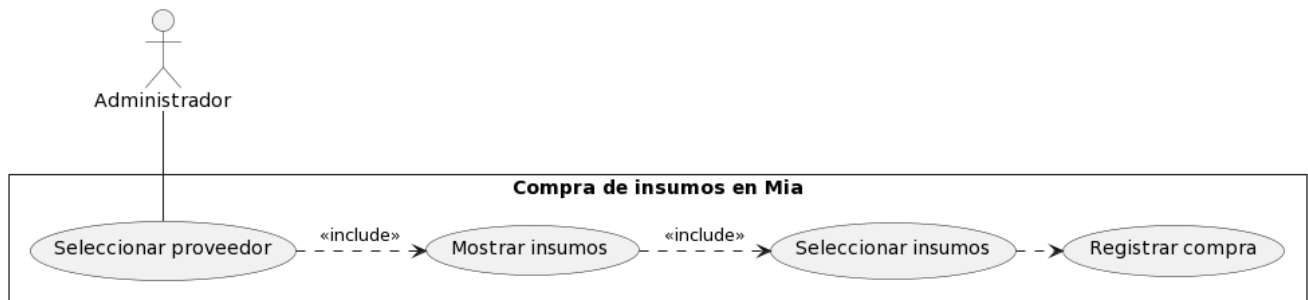 Administrador
Compra de insumos en Mia
Seleccionar proveedor
«include»
Mostrar insumos
«include»
Seleccionar insumos
Registrar compra